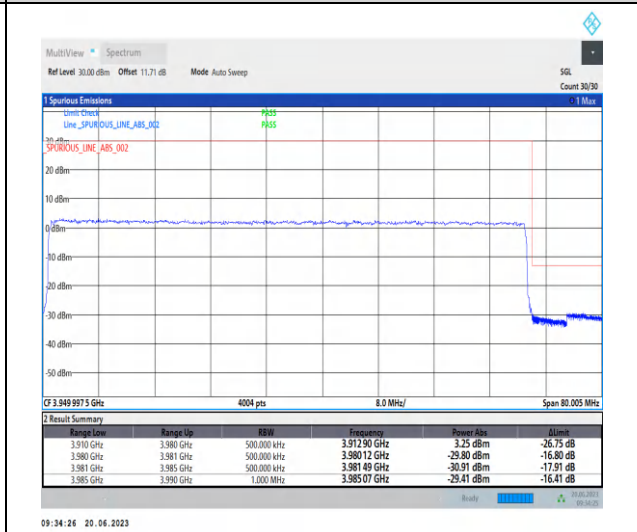 MultiView Spectrum
Ref Level 30.00 dBm Offset 11.71 dB Mode Auto Sweep SGL
Count 30/30
1 Spurious Emissions 1 Max
Limit Check PASS
Line _SPURIOUS_LINE_ABS_002 PASS
_SPURIOUS_LINE_ABS_002
20 dBm
10 dBm
0 dBm
-10 dBm
-20 dBm
-30 dBm
-40 dBm
-50 dBm
CF 3.949 997 5 GHz 4004 pts 8.0 MHz/ Span 80.005 MHz
2 Result Summary
Range Low Range Up RBW Frequency Power Abs ΔLimit
3.910 GHz 3.980 GHz 500.000 kHz 3.912 90 GHz 3.25 dBm -26.75 dB
3.980 GHz 3.981 GHz 500.000 kHz 3.980 12 GHz -29.80 dBm -16.80 dB
3.981 GHz 3.985 GHz 500.000 kHz 3.981 49 GHz -30.91 dBm -17.91 dB
3.985 GHz 3.990 GHz 1.000 MHz 3.985 07 GHz -29.41 dBm -16.41 dB
Ready
09:34:26 20.06.2023